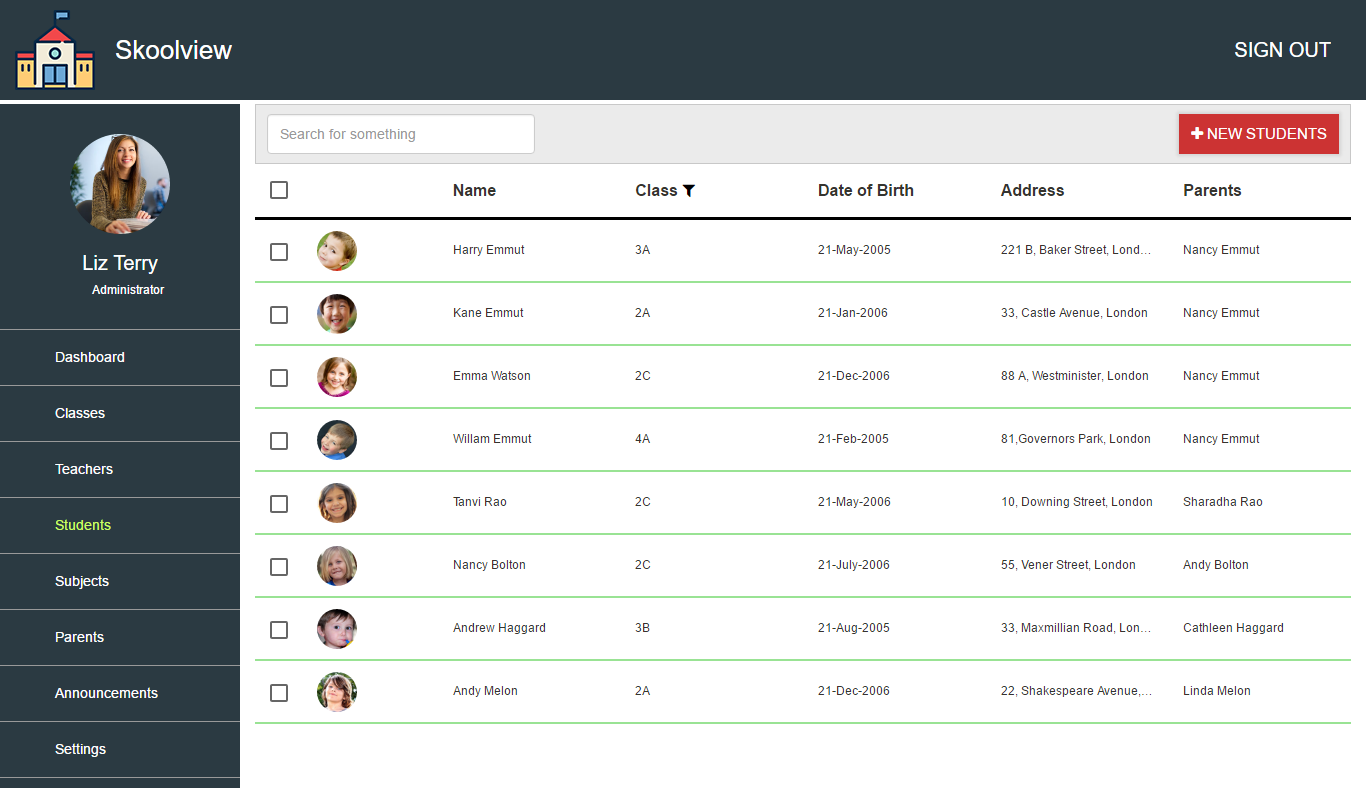 Skoolview
SIGN OUT
Liz Terry
Administrator
Dashboard
Classes
Teachers
Students
Subjects
Parents
Announcements
Settings
Search for something
NEW STUDENTS
Name Class Date of Birth Address Parents
Harry Emmut 3A 21-May-2005 221 B, Baker Street, Lond... Nancy Emmut
Kane Emmut 2A 21-Jan-2006 33, Castle Avenue, London Nancy Emmut
Emma Watson 2C 21-Dec-2006 88 A, Westminister, London Nancy Emmut
Willam Emmut 4A 21-Feb-2005 81,Governors Park, London Nancy Emmut
Tanvi Rao 2C 21-May-2006 10, Downing Street, London Sharadha Rao
Nancy Bolton 2C 21-July-2006 55, Vener Street, London Andy Bolton
Andrew Haggard 3B 21-Aug-2005 33, Maxmillian Road, Lon... Cathleen Haggard
Andy Melon 2A 21-Dec-2006 22, Shakespeare Avenue,... Linda Melon